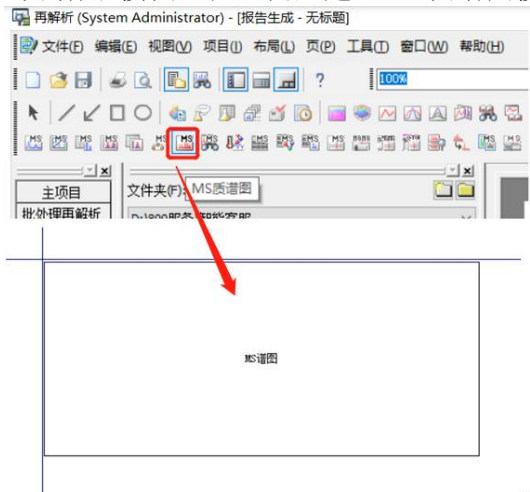 再解析 (System Administrator) - [报告生成 - 无标题]
文件(F) 编辑(E) 视图(V) 项目(I) 布局(L) 页(P) 工具(T) 窗口(W) 帮助(H)
100%
主项目
文件夹(F):
MS质谱图
批处理再解析
MS谱图